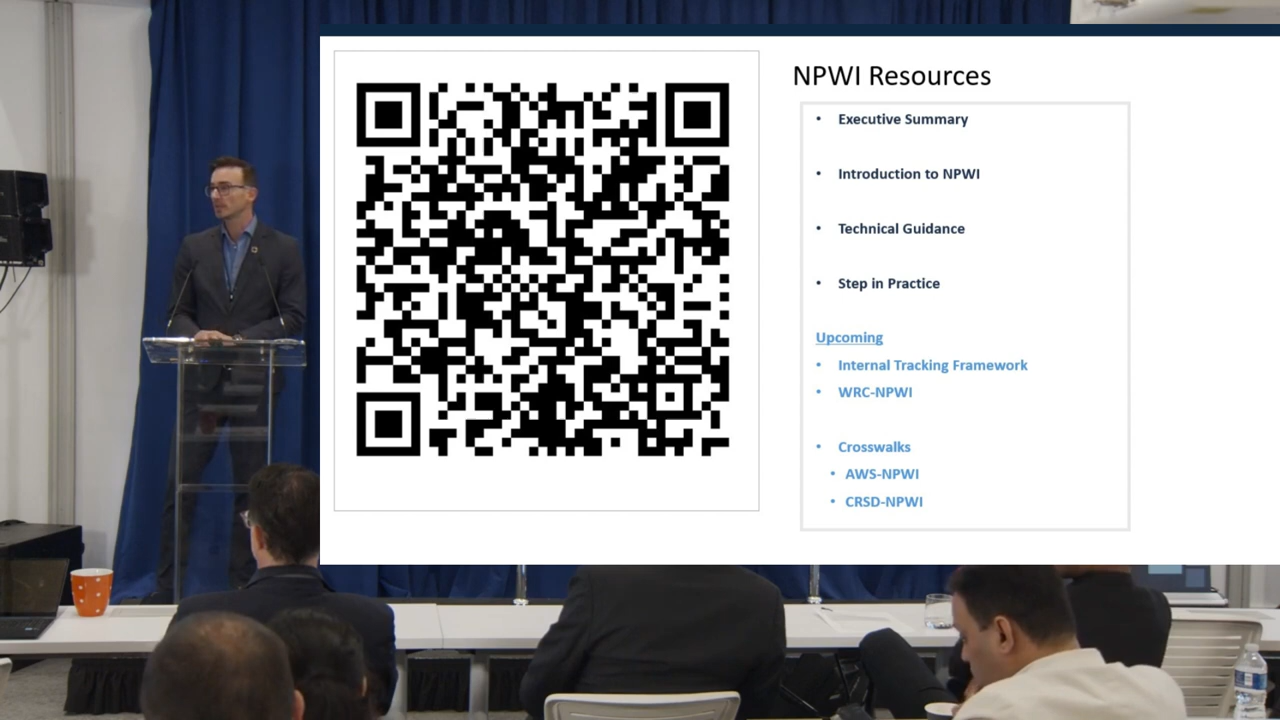 NPWI Resources
• Executive Summary
• Introduction to NPWI
• Technical Guidance
• Step in Practice
Upcoming
• Internal Tracking Framework
• WRC-NPWI
• Crosswalks
• AWS-NPWI
• CRSD-NPWI